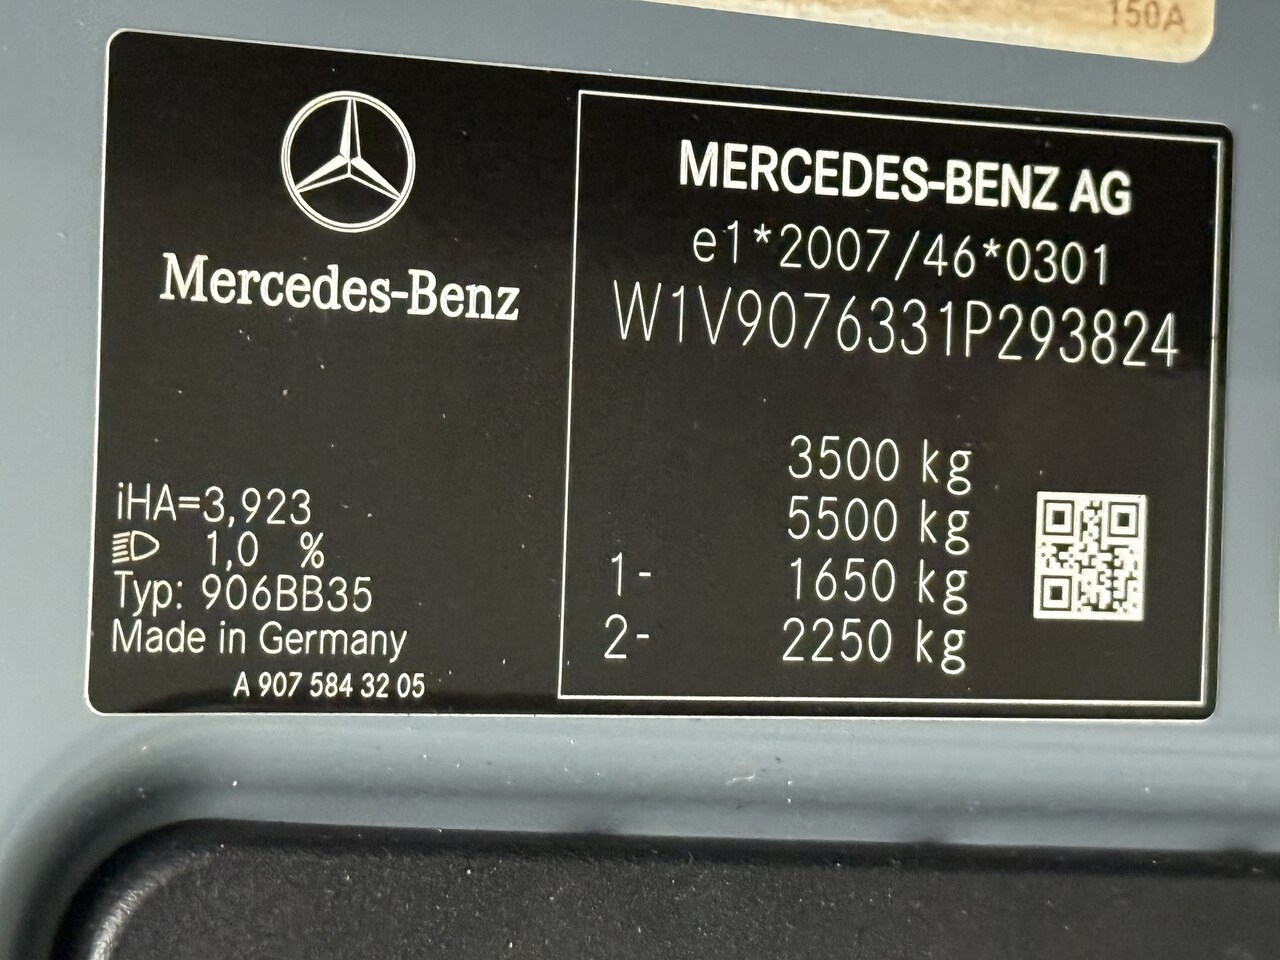 150A
Mercedes-Benz
iHA=3,923
1,0 %
Typ: 906BB35
Made in Germany
A 907 584 32 05
MERCEDES-BENZ AG
e1*2007/46*0301
W1V9076331P293824
3500 kg
5500 kg
1- 1650 kg
2- 2250 kg